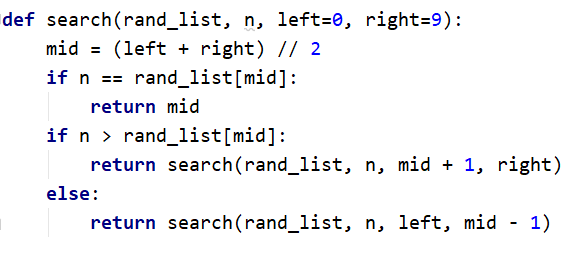 def search(rand_list, n, left=0, right=9):
    mid = (left + right) // 2
    if n == rand_list[mid]:
        return mid
    if n > rand_list[mid]:
        return search(rand_list, n, mid + 1, right)
    else:
        return search(rand_list, n, left, mid - 1)